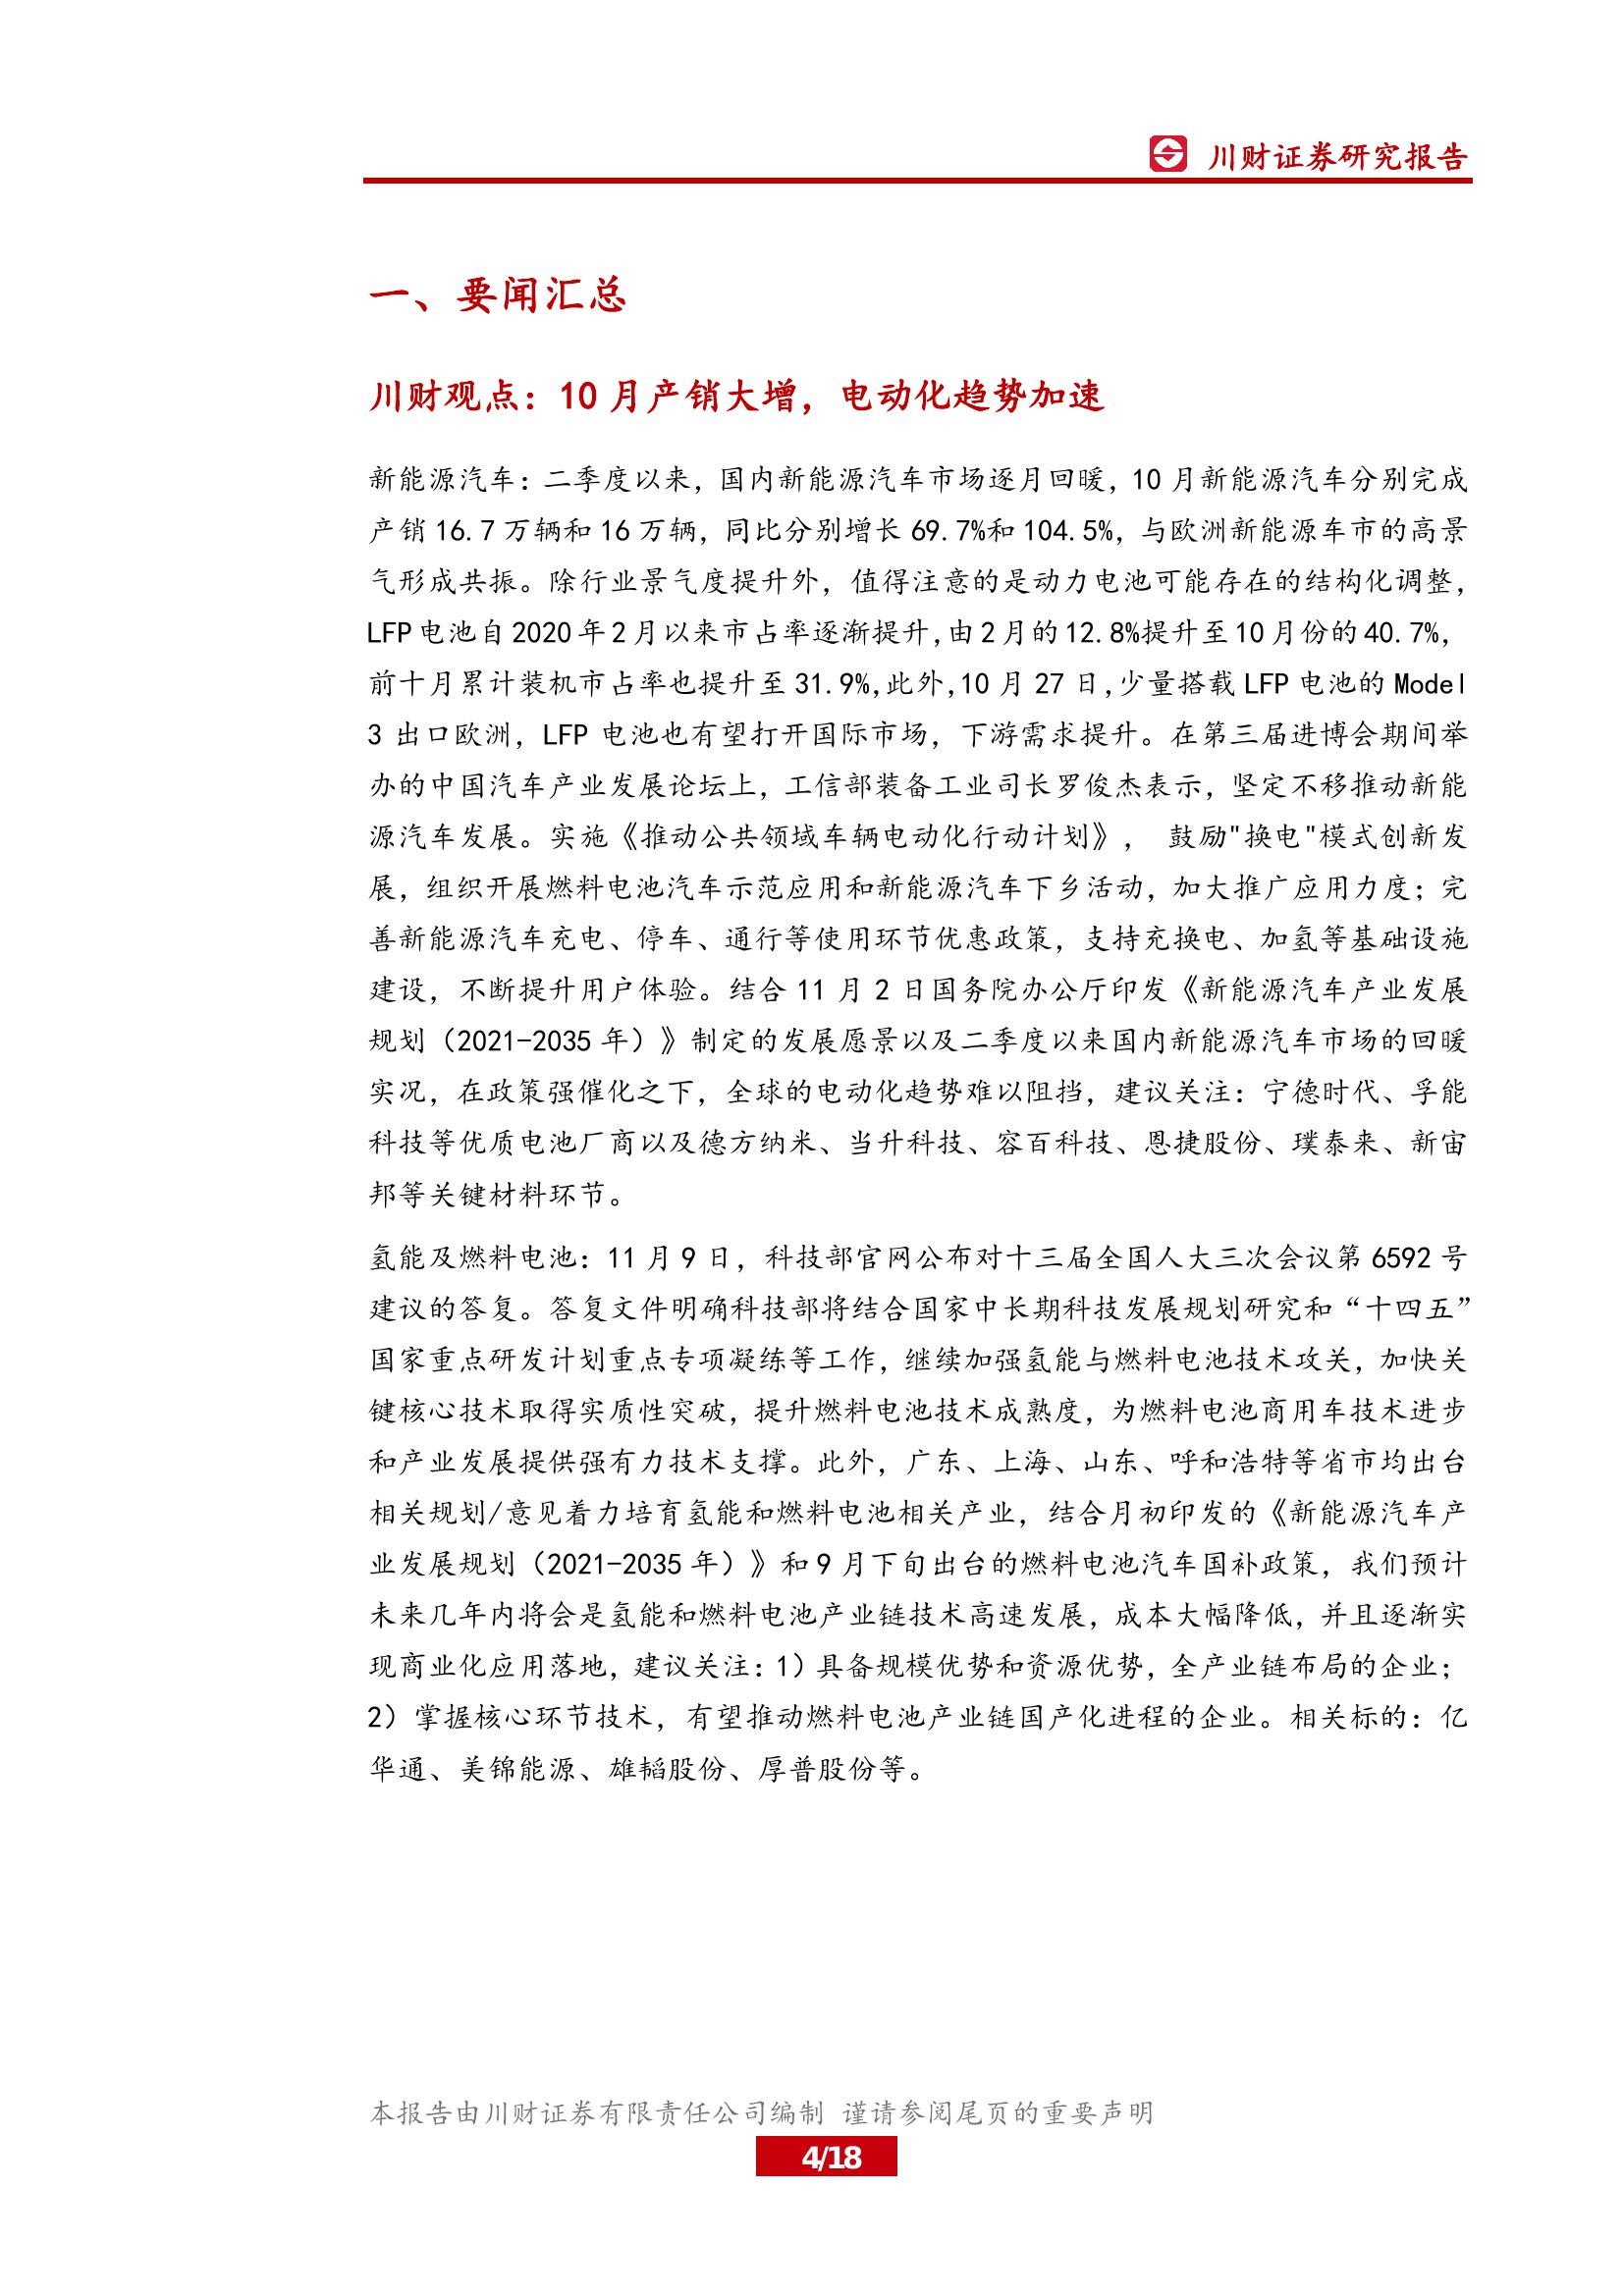 川财证券研究报告
一、要闻汇总
川财观点：10 月产销大增，电动化趋势加速
新能源汽车：二季度以来，国内新能源汽车市场逐月回暖，10 月新能源汽车分别完成
产销 16.7 万辆和 16 万辆，同比分别增长 69.7%和 104.5%，与欧洲新能源车市的高景
气形成共振。除行业景气度提升外，值得注意的是动力电池可能存在的结构化调整，
LFP 电池自 2020 年 2 月以来市占率逐渐提升,由 2 月的 12.8%提升至 10 月份的 40.7%,
前十月累计装机市占率也提升至 31.9%,此外,10 月 27 日,少量搭载 LFP 电池的 Model
3 出口欧洲，LFP 电池也有望打开国际市场，下游需求提升。在第三届进博会期间举
办的中国汽车产业发展论坛上，工信部装备工业司长罗俊杰表示，坚定不移推动新能
源汽车发展。实施《推动公共领域车辆电动化行动计划》， 鼓励"换电"模式创新发
展，组织开展燃料电池汽车示范应用和新能源汽车下乡活动，加大推广应用力度；完
善新能源汽车充电、停车、通行等使用环节优惠政策，支持充换电、加氢等基础设施
建设，不断提升用户体验。结合 11 月 2 日国务院办公厅印发《新能源汽车产业发展
规划（2021-2035 年）》制定的发展愿景以及二季度以来国内新能源汽车市场的回暖
实况，在政策强催化之下，全球的电动化趋势难以阻挡，建议关注：宁德时代、孚能
科技等优质电池厂商以及德方纳米、当升科技、容百科技、恩捷股份、璞泰来、新宙
邦等关键材料环节。
氢能及燃料电池：11 月 9 日，科技部官网公布对十三届全国人大三次会议第 6592 号
建议的答复。答复文件明确科技部将结合国家中长期科技发展规划研究和“十四五”
国家重点研发计划重点专项凝练等工作，继续加强氢能与燃料电池技术攻关，加快关
键核心技术取得实质性突破，提升燃料电池技术成熟度，为燃料电池商用车技术进步
和产业发展提供强有力技术支撑。此外，广东、上海、山东、呼和浩特等省市均出台
相关规划/意见着力培育氢能和燃料电池相关产业，结合月初印发的《新能源汽车产
业发展规划（2021-2035 年）》和 9 月下旬出台的燃料电池汽车国补政策，我们预计
未来几年内将会是氢能和燃料电池产业链技术高速发展，成本大幅降低，并且逐渐实
现商业化应用落地，建议关注：1）具备规模优势和资源优势，全产业链布局的企业；
2）掌握核心环节技术，有望推动燃料电池产业链国产化进程的企业。相关标的：亿
华通、美锦能源、雄韬股份、厚普股份等。
本报告由川财证券有限责任公司编制 谨请参阅尾页的重要声明
4/18